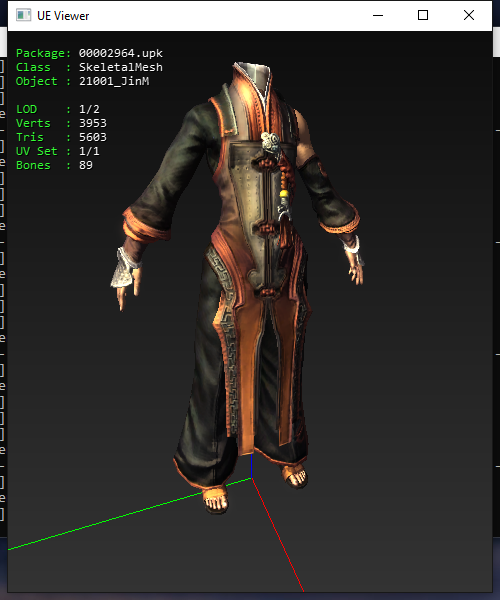 UE Viewer
Package: 00002964.upk
Class  : SkeletalMesh
Object : 21001_JinM
LOD    : 1/2
Verts  : 3953
Tris   : 5603
UV Set : 1/1
Bones  : 89